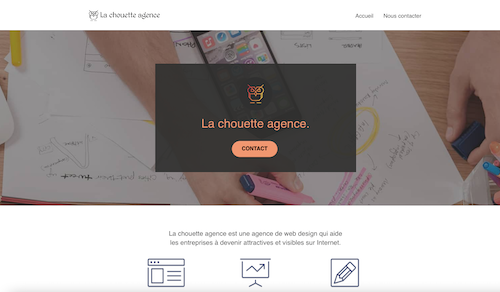 La chouette agence
Accueil
Nous contacter
La chouette agence.
CONTACT
La chouette agence est une agence de web design qui aide
les entreprises à devenir attractives et visibles sur Internet.